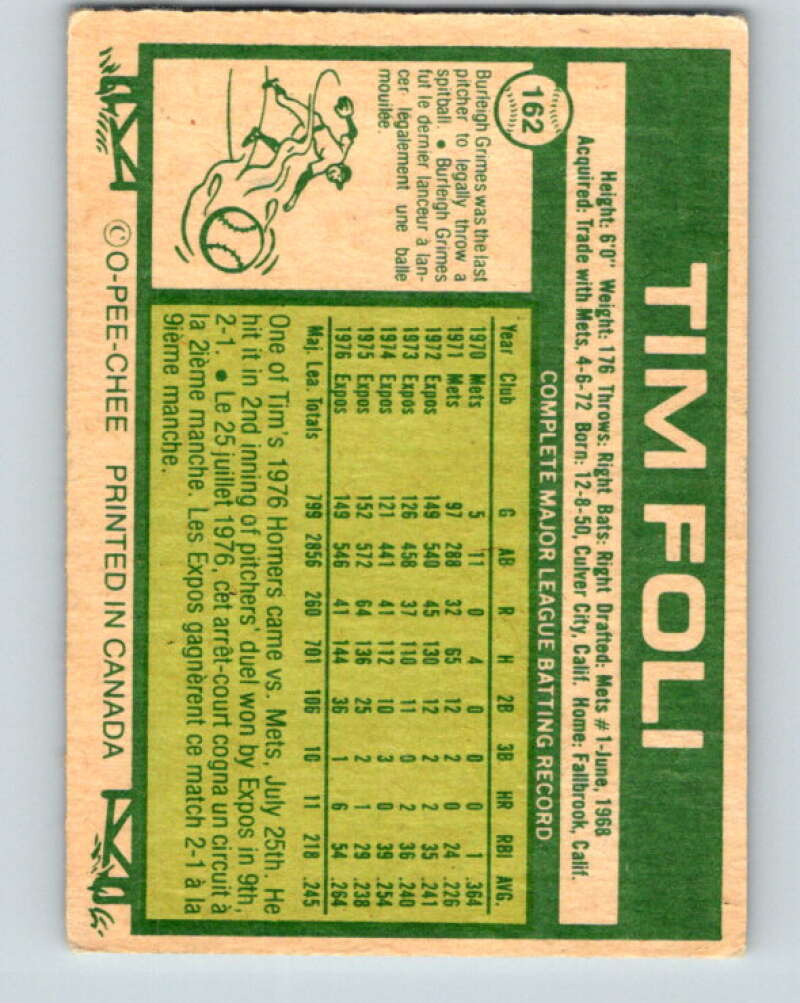 TIM FOLI
Height: 6'0" Weight: 176 Throws: Right Bats: Right Drafted: Mets #1-June, 1968
Acquired: Trade with Mets, 4-6-72 Born: 12-8-50, Culver City, Calif. Home: Fallbrook, Calif.
162
Burleigh Grimes was the last
pitcher to legally throw a
spitball. • Burleigh Grimes
fut le dernier lanceur à lan-
cer légalement une balle
mouilée.
COMPLETE MAJOR LEAGUE BATTING RECORD
Year Club G AB R H 2B 3B HR RBI AVG.
1970 Mets 5 11 0 4 0 0 0 1 .364
1971 Mets 97 288 32 65 12 2 0 24 .226
1972 Expos 149 540 45 130 12 2 2 35 .241
1973 Expos 126 458 37 110 11 0 2 36 .240
1974 Expos 121 441 41 112 10 3 0 39 .254
1975 Expos 152 572 64 136 25 2 1 29 .238
1976 Expos 149 546 41 144 36 1 6 54 .264
Maj. Lea. Totals 799 2856 260 701 106 10 11 218 .245
One of Tim's 1976 Homers came vs. Mets, July 25th. He
hit it in 2nd inning of pitchers' duel won by Expos in 9th,
2-1. • Le 25 juillet 1976, cet arrêt-court cogna un circuit à
la 2ième manche. Les Expos gagnèrent ce match 2-1 à la
9ième manche.
©O-PEE-CHEE PRINTED IN CANADA